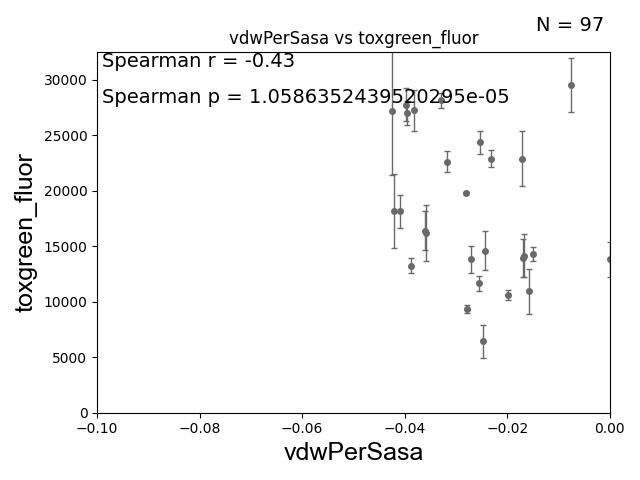 N = 97
vdwPerSasa vs toxgreen_fluor
Spearman r = -0.43
Spearman p = 1.0586352439520295e-05
toxgreen_fluor
30000
25000
20000
15000
10000
5000
0
−0.10 −0.08 −0.06 −0.04 −0.02 0.00
vdwPerSasa